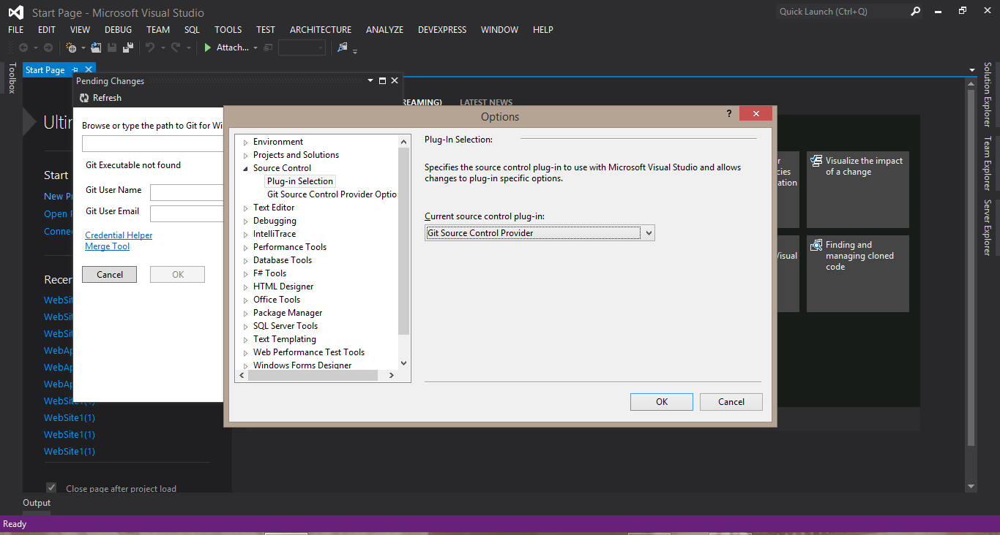 Start Page - Microsoft Visual Studio
Quick Launch (Ctrl+Q)
FILE EDIT VIEW DEBUG TEAM SQL TOOLS TEST ARCHITECTURE ANALYZE DEVEXPRESS WINDOW HELP
Attach...
Toolbox
Start Page
Pending Changes
Refresh
Browse or type the path to Git for Wi
Git Executable not found
Git User Name
Git User Email
Credential Helper
Merge Tool
Cancel
OK
Ultir
Start
New Pr
Open P
Connec
Recen
WebSit
WebSit
WebSit
WebAp
WebAp
WebAp
WebSit
WebSite1(1)
WebSite1(1)
WebSite1(1)
Close page after project load
REAMING)
LATEST NEWS
Options
?
Environment
Projects and Solutions
Source Control
Plug-in Selection
Git Source Control Provider Optio
Text Editor
Debugging
IntelliTrace
Performance Tools
Database Tools
F# Tools
HTML Designer
Office Tools
Package Manager
SQL Server Tools
Text Templating
Web Performance Test Tools
Windows Forms Designer
Plug-In Selection:
Specifies the source control plug-in to use with Microsoft Visual Studio and allows
changes to plug-in specific options.
Current source control plug-in:
Git Source Control Provider
OK
Cancel
r
cies
ation
Visualize the impact
of a change
isual
Finding and
managing cloned
code
Solution Explorer
Team Explorer
Server Explorer
Output
Ready